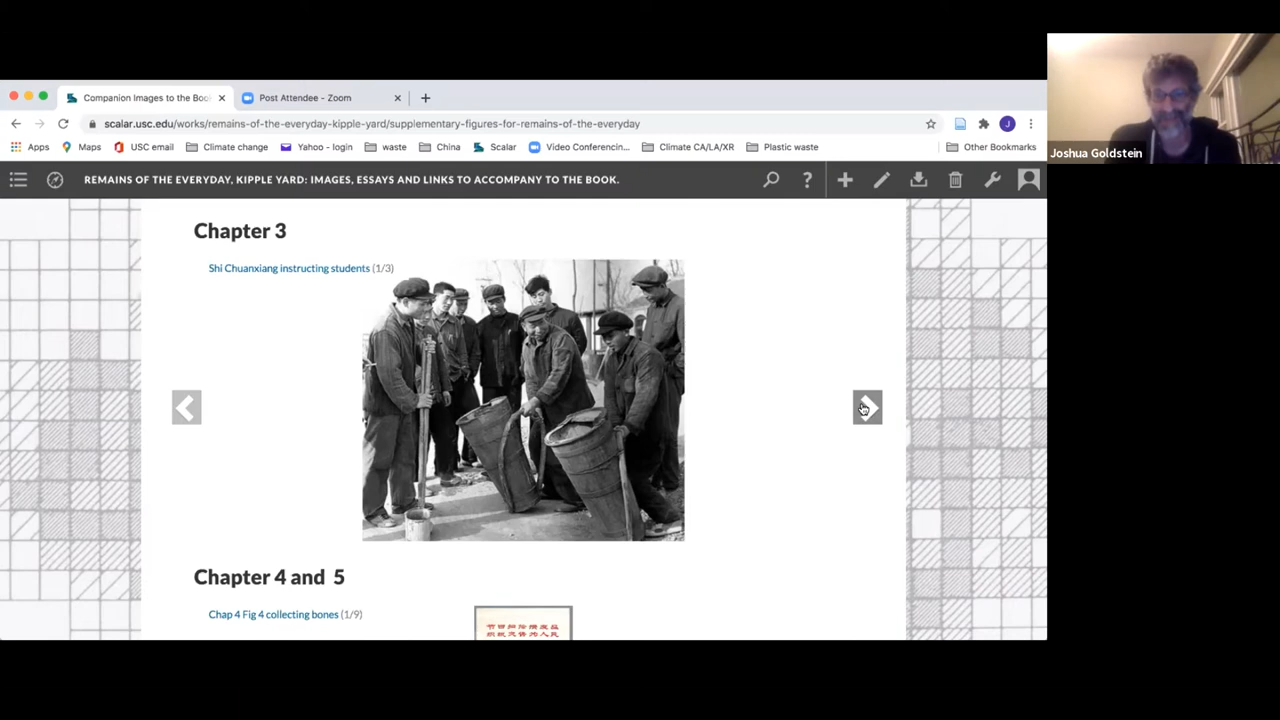 Companion Images to the Boo
Post Attendee - Zoom
scalar.usc.edu/works/remains-of-the-everyday-kipple-yard/supplementary-figures-for-remains-of-the-everyday
J
Apps
Maps
USC email
Climate change
Yahoo - login
waste
China
Scalar
Video Conferencin...
Climate CA/LA/XR
Plastic waste
Other Bookmarks
REMAINS OF THE EVERYDAY, KIPPLE YARD: IMAGES, ESSAYS AND LINKS TO ACCOMPANY TO THE BOOK.
?
Chapter 3
Shi Chuanxiang instructing students (1/3)
Chapter 4 and 5
Chap 4 Fig 4 collecting bones (1/9)
Joshua Goldstein